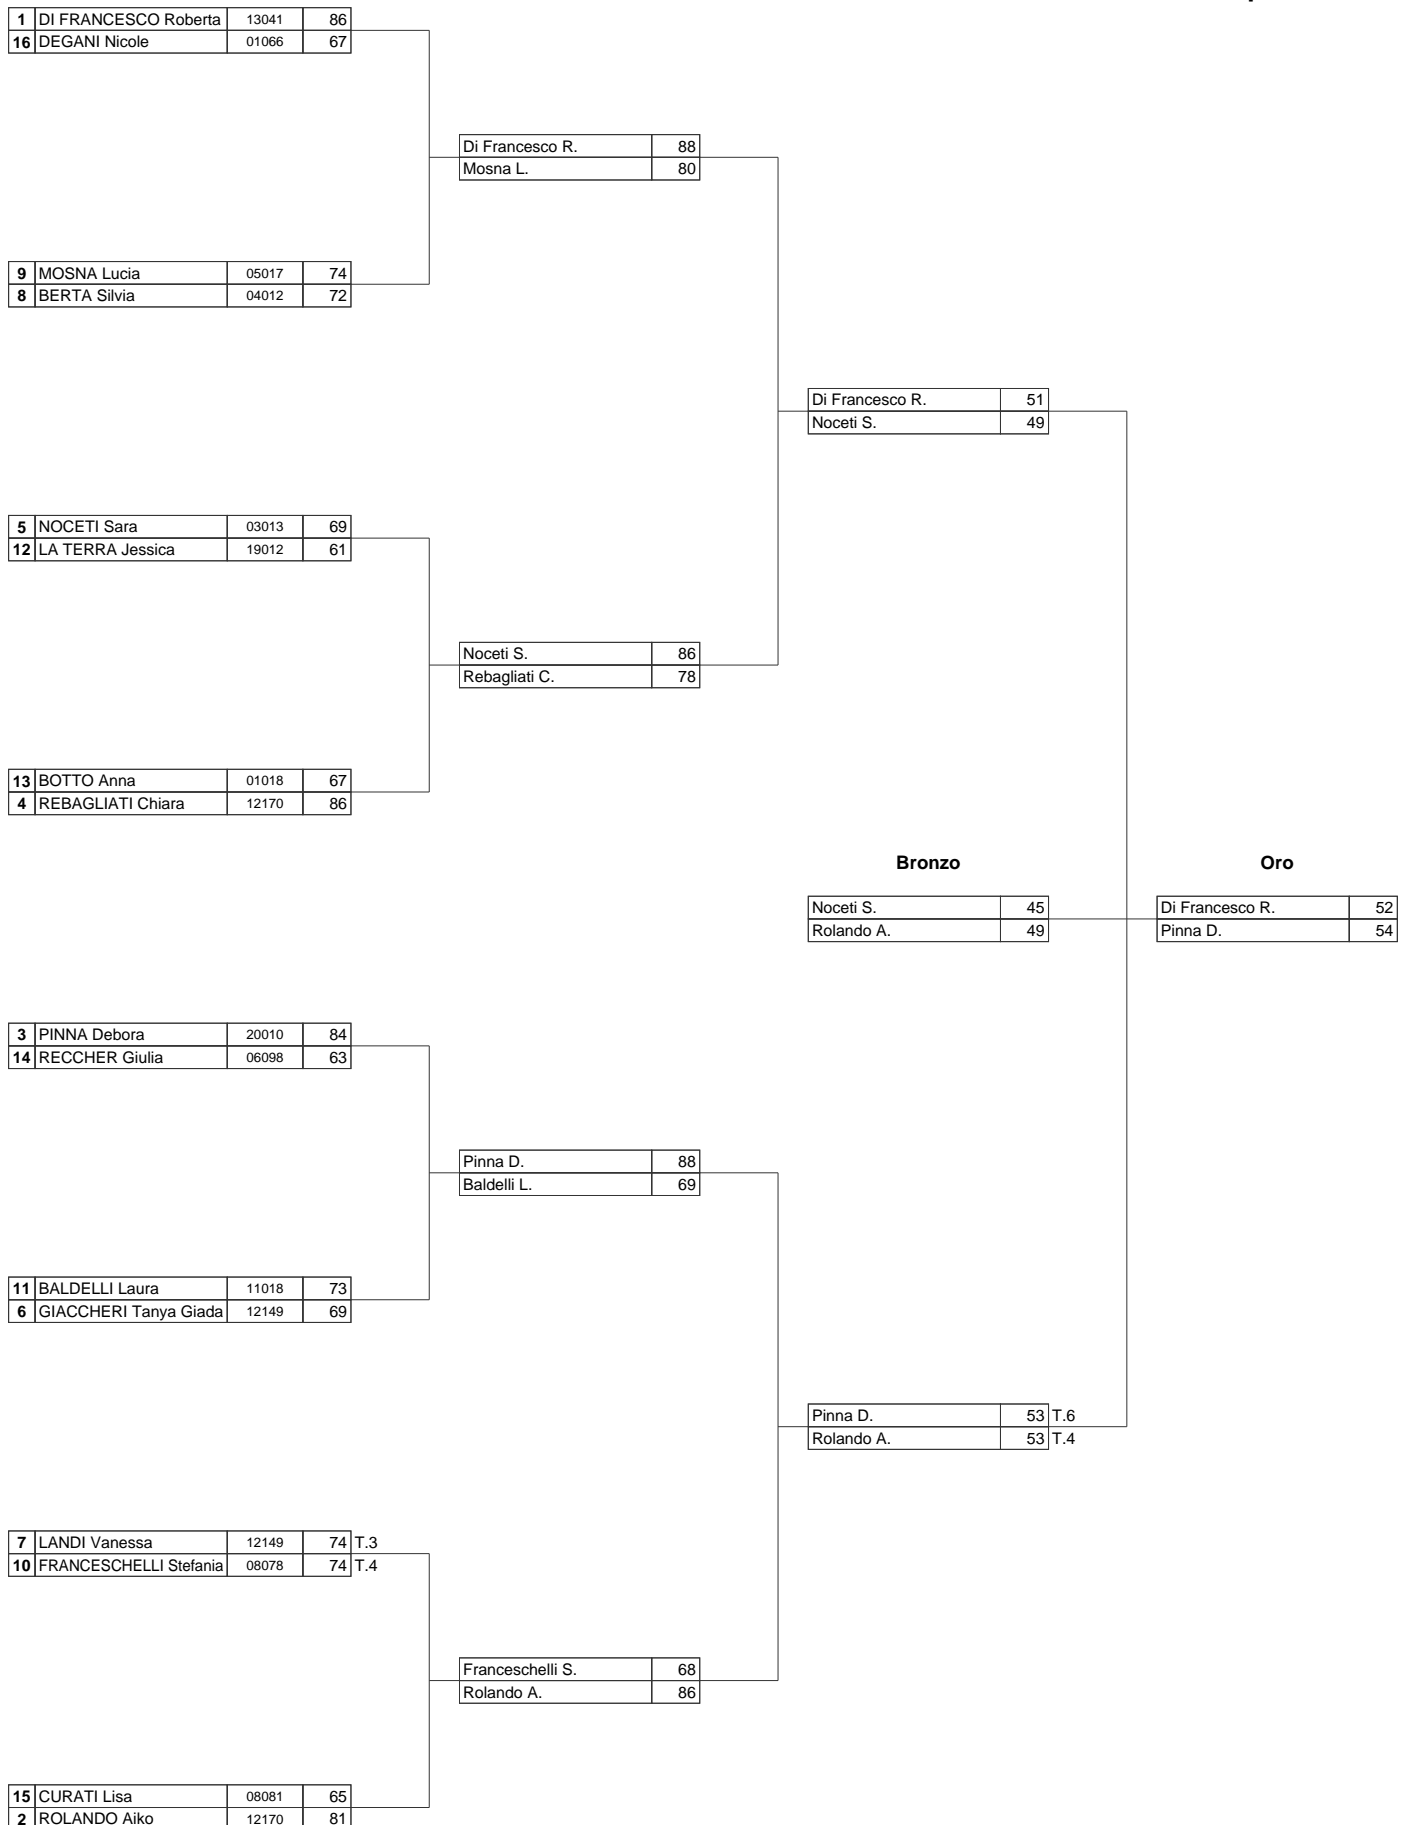 1 DI FRANCESCO Roberta 13041 86
16 DEGANI Nicole 01066 67
Di Francesco R. 88
Mosna L. 80
9 MOSNA Lucia 05017 74
8 BERTA Silvia 04012 72
Di Francesco R. 51
Noceti S. 49
5 NOCETI Sara 03013 69
12 LA TERRA Jessica 19012 61
Noceti S. 86
Rebagliati C. 78
13 BOTTO Anna 01018 67
4 REBAGLIATI Chiara 12170 86
Bronzo Oro
Noceti S. 45 Di Francesco R. 52
Rolando A. 49 Pinna D. 54
3 PINNA Debora 20010 84
14 RECCHER Giulia 06098 63
Pinna D. 88
Baldelli L. 69
11 BALDELLI Laura 11018 73
6 GIACCHERI Tanya Giada 12149 69
Pinna D. 53 T.6
Rolando A. 53 T.4
7 LANDI Vanessa 12149 74 T.3
10 FRANCESCHELLI Stefania 08078 74 T.4
Franceschelli S. 68
Rolando A. 86
15 CURATI Lisa 08081 65
2 ROLANDO Aiko 12170 81